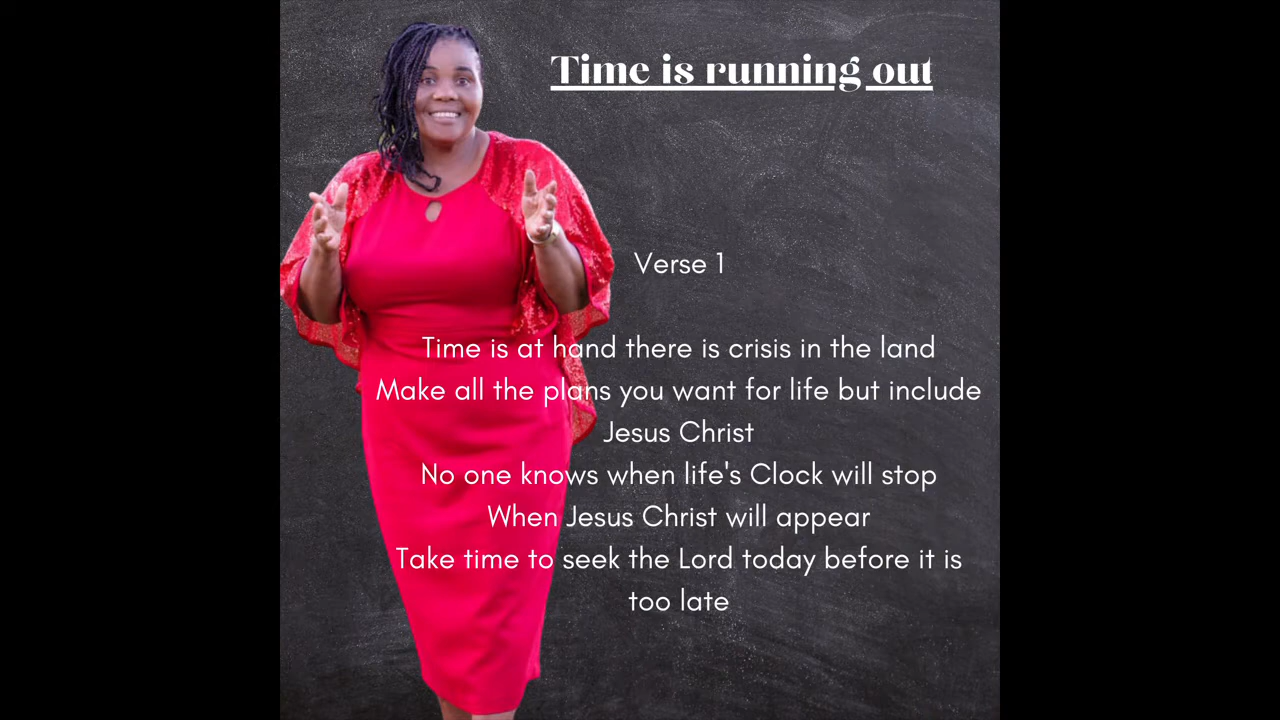 Time is running out
Verse 1
Time is at hand there is crisis in the land
Make all the plans you want for life but include
Jesus Christ
No one knows when life's Clock will stop
When Jesus Christ will appear
Take time to seek the Lord today before it is
too late